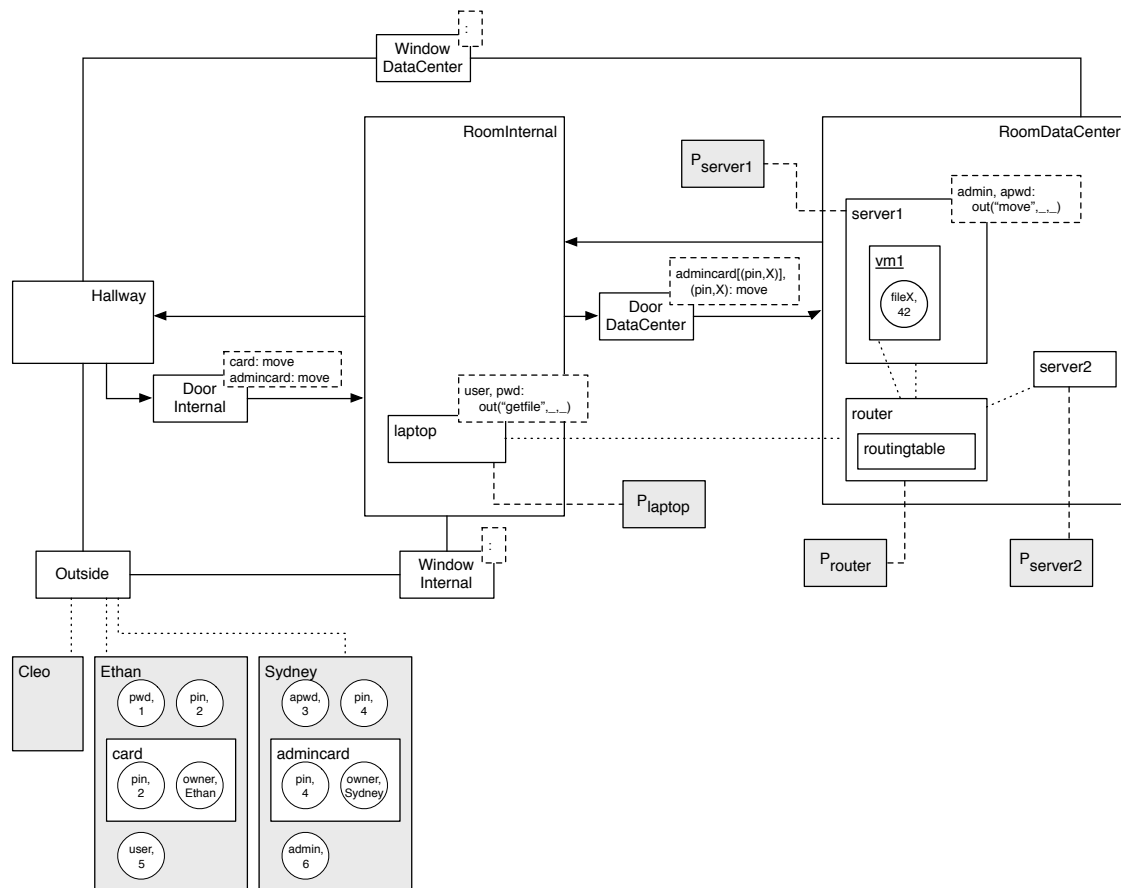 :
Window
DataCenter
RoomInternal
RoomDataCenter
P server1
admin, apwd:
out(“move”,_,_)
server1
vm1
fileX,
42
Hallway
admincard[(pin,X)],
(pin,X): move
Door
DataCenter
card: move
admincard: move
Door
Internal
user, pwd:
out(“getfile”,_,_)
laptop
server2
router
routingtable
P laptop
:
Window
Internal
Outside
P router
P server2
Cleo
Ethan
pwd,
1
pin,
2
card
pin,
2
owner,
Ethan
user,
5
Sydney
apwd,
3
pin,
4
admincard
pin,
4
owner,
Sydney
admin,
6